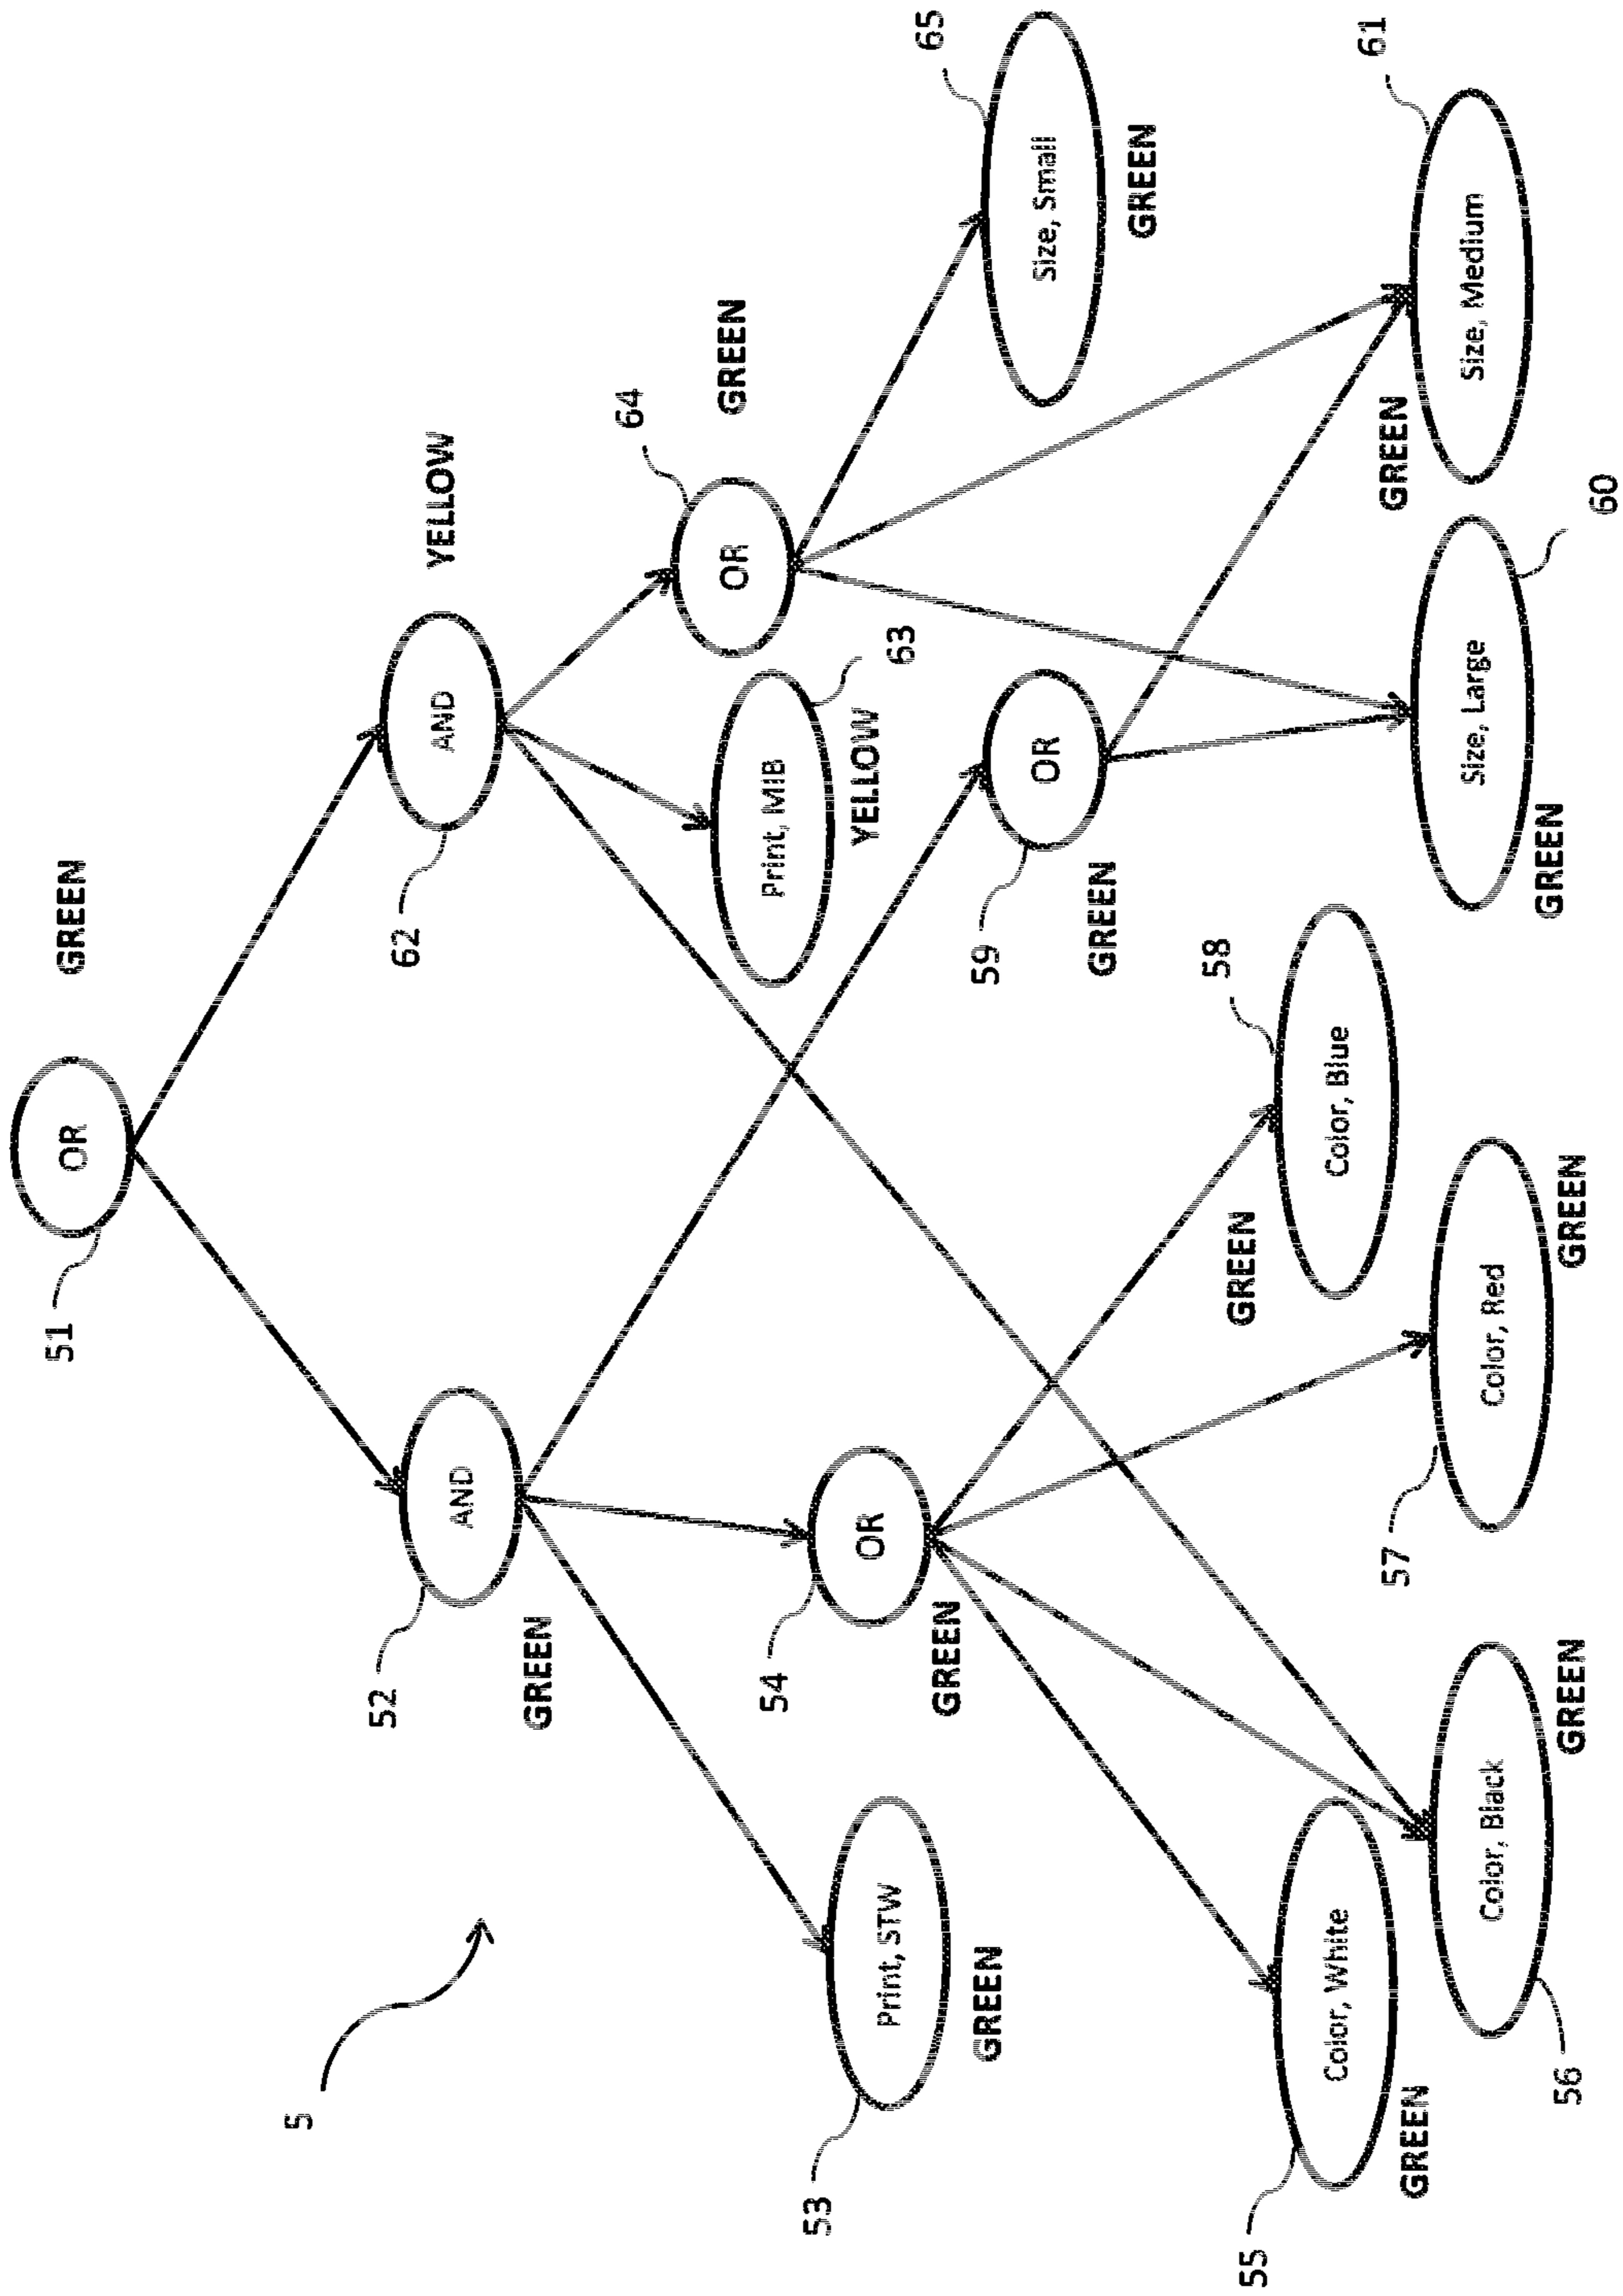 5
51
OR
GREEN
52
AND
GREEN
62
AND
YELLOW
53
Print, STW
GREEN
54
OR
GREEN
Print, MIB
63
YELLOW
64
OR
GREEN
59
OR
GREEN
65
Size, Small
GREEN
55
Color, White
GREEN
56
Color, Black
GREEN
57
Color, Red
GREEN
58
Color, Blue
GREEN
60
Size, Large
GREEN
61
Size, Medium
GREEN